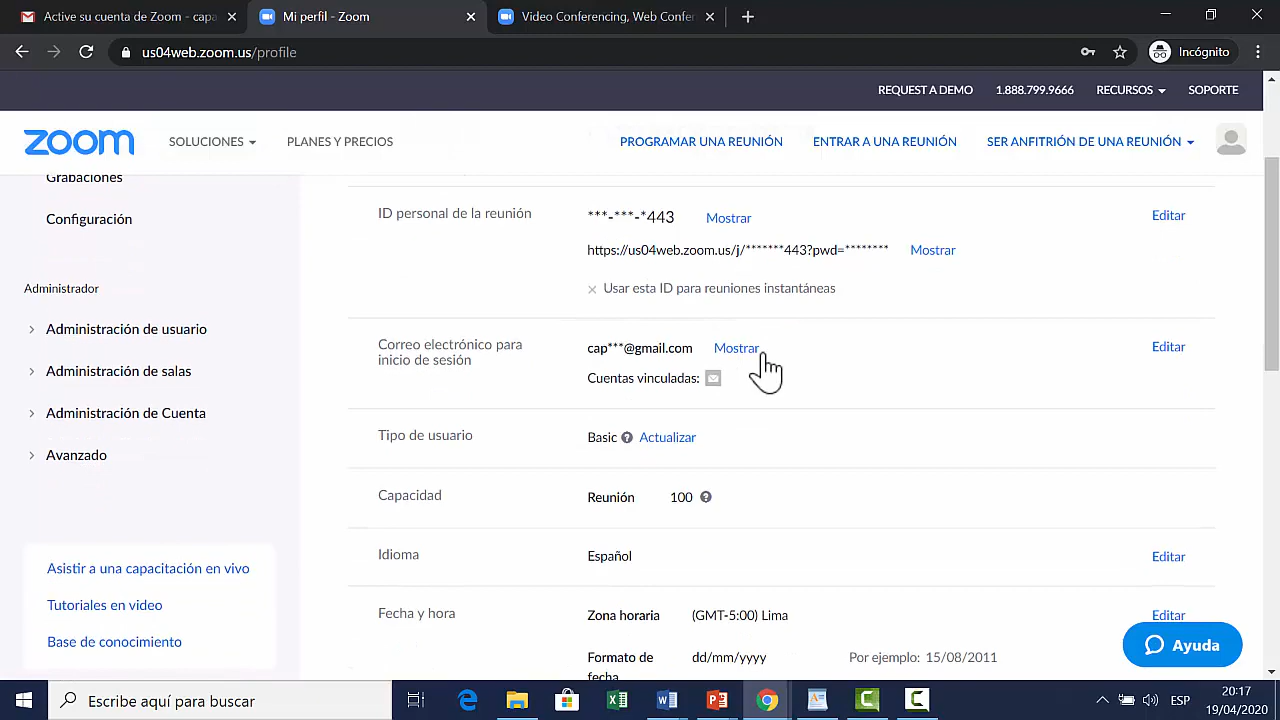 Active su cuenta de Zoom - capa
Mi perfil - Zoom
Video Conferencing, Web Confer
us04web.zoom.us/profile
Incógnito
REQUEST A DEMO 1.888.799.9666 RECURSOS SOPORTE
zoom SOLUCIONES PLANES Y PRECIOS PROGRAMAR UNA REUNIÓN ENTRAR A UNA REUNIÓN SER ANFITRIÓN DE UNA REUNIÓN
Grabaciones
Configuración
Administrador
Administración de usuario
Administración de salas
Administración de Cuenta
Avanzado
Asistir a una capacitación en vivo
Tutoriales en video
Base de conocimiento
ID personal de la reunión ***-***-*443 Mostrar Editar
https://us04web.zoom.us/j/*******443?pwd=******** Mostrar
Usar esta ID para reuniones instantáneas
Correo electrónico para cap***@gmail.com Mostrar Editar
inicio de sesión
Cuentas vinculadas:
Tipo de usuario Basic Actualizar
Capacidad Reunión 100
Idioma Español Editar
Fecha y hora Zona horaria (GMT-5:00) Lima Editar
Formato de dd/mm/yyyy Por ejemplo: 15/08/2011
fecha
Ayuda
Escribe aquí para buscar
ESP
20:17
19/04/2020